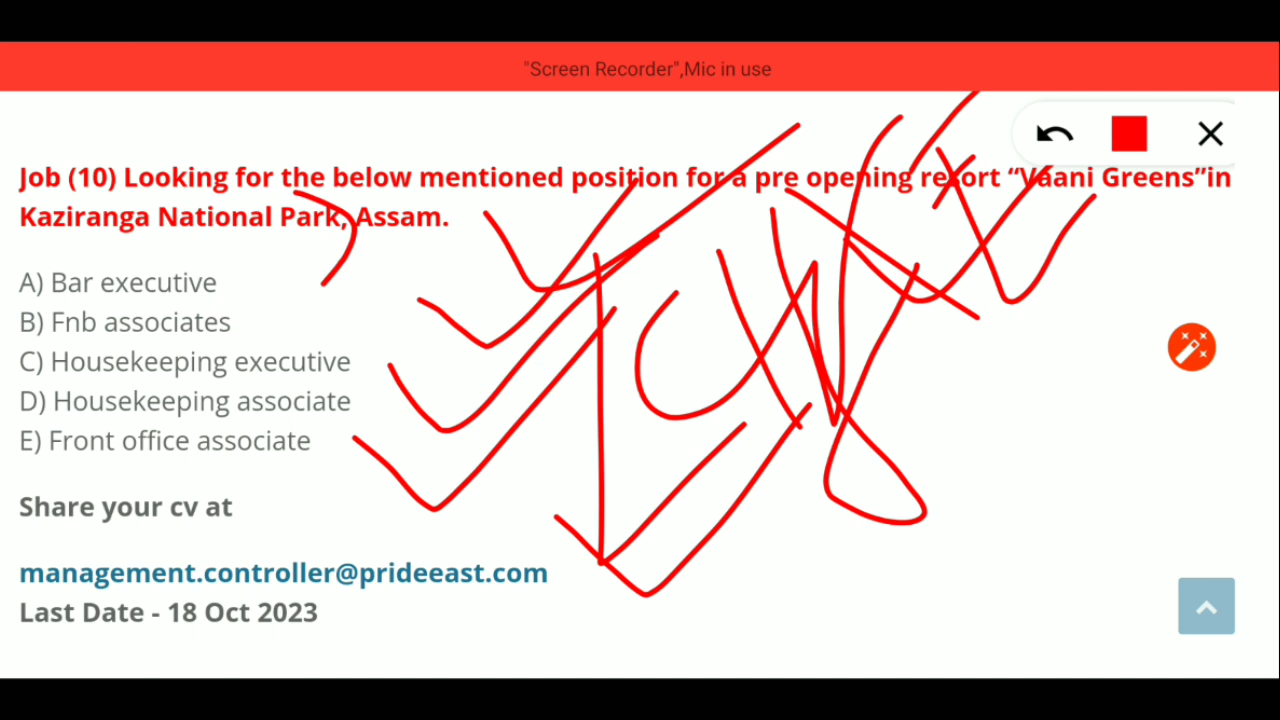 "Screen Recorder",Mic in use
Job (10) Looking for the below mentioned position for a pre opening resort “Vaani Greens”in
Kaziranga National Park, Assam.
A) Bar executive
B) Fnb associates
C) Housekeeping executive
D) Housekeeping associate
E) Front office associate
Share your cv at
management.controller@prideeast.com
Last Date - 18 Oct 2023